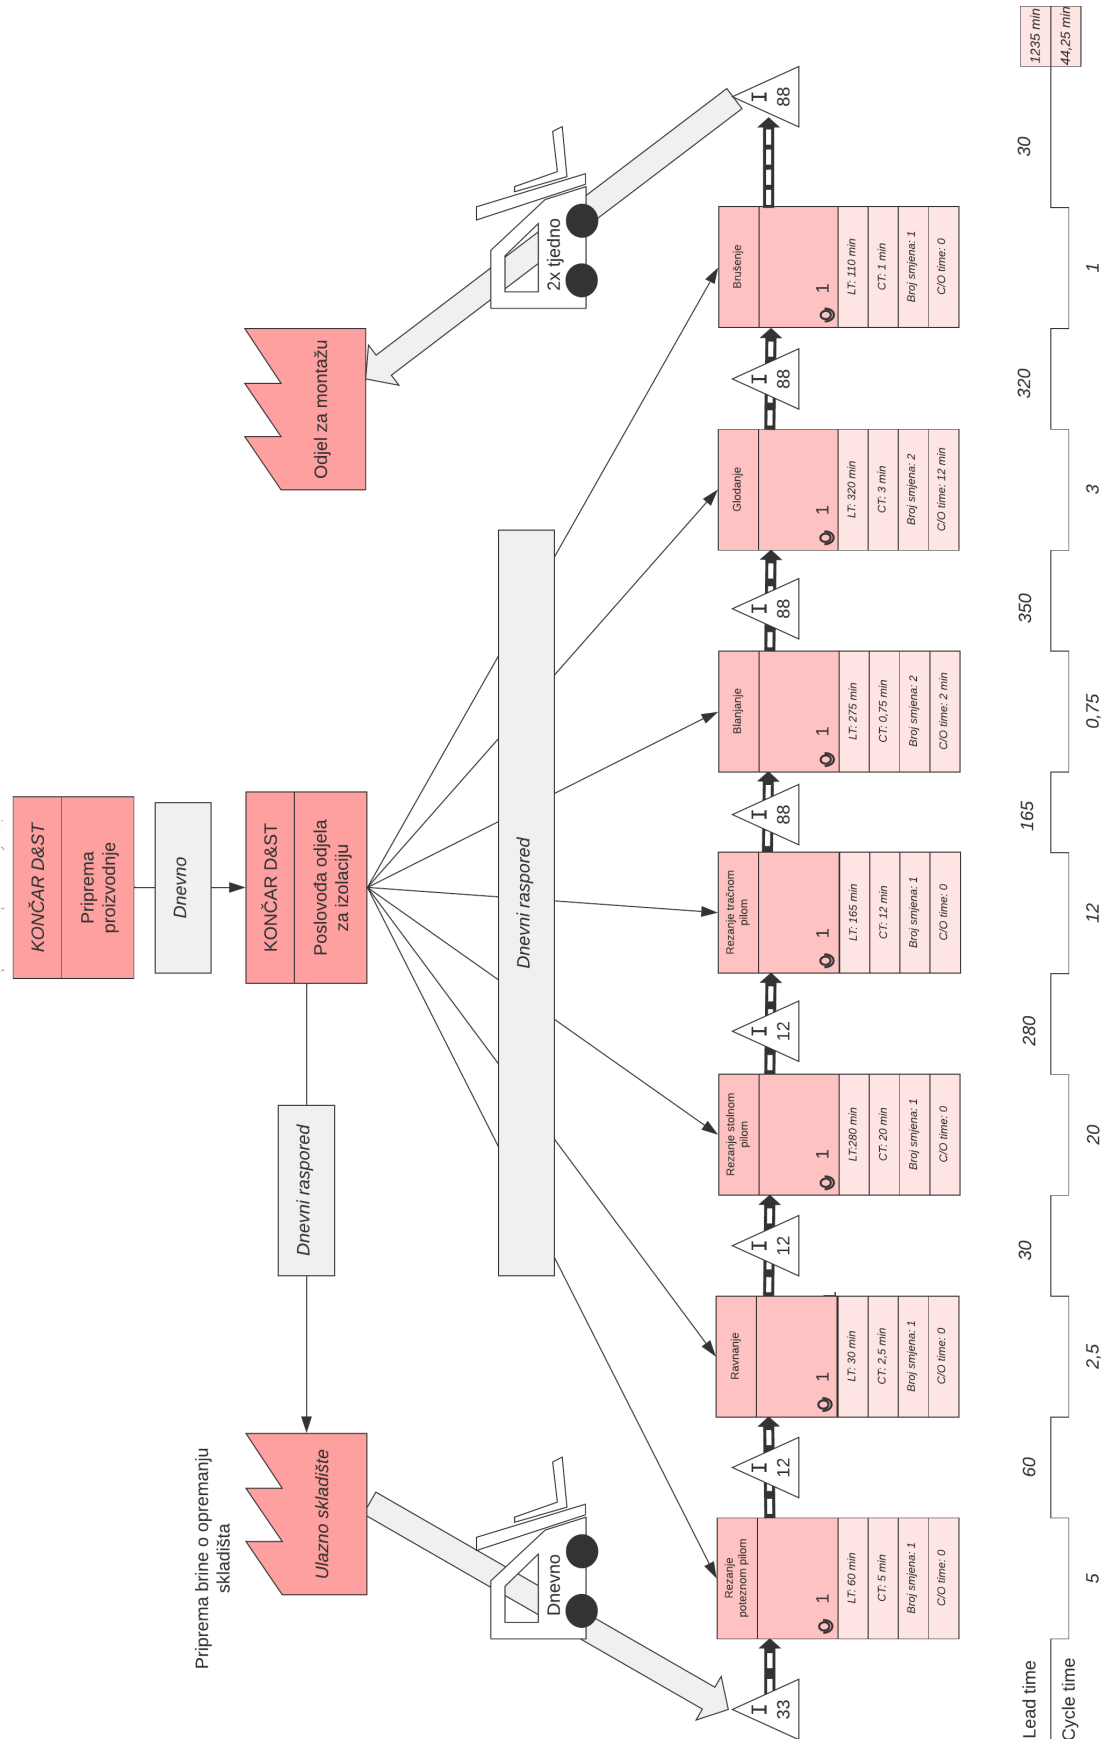 KONČAR D&ST
Priprema
proizvodnje
Dnevno
KONČAR D&ST
Poslovođa odjela
za izolaciju
Dnevni raspored
Priprema brine o opremanju
skladišta
Ulazno skladište
Odjel za montažu
Dnevno
2x tjedno
Dnevni raspored
I
33
Rezanje
poteznom pilom
1
LT: 60 min
CT: 5 min
Broj smjena: 1
C/O time: 0
I
12
Ravnanje
1
LT: 30 min
CT: 2,5 min
Broj smjena: 1
C/O time: 0
I
12
Rezanje stolnom
pilom
1
LT:280 min
CT: 20 min
Broj smjena: 1
C/O time: 0
I
12
Rezanje tračnom
pilom
1
LT: 165 min
CT: 12 min
Broj smjena: 1
C/O time: 0
I
88
Blanjanje
1
LT: 275 min
CT: 0,75 min
Broj smjena: 2
C/O time: 2 min
I
88
Glodanje
1
LT: 320 min
CT: 3 min
Broj smjena: 2
C/O time: 12 min
I
88
Brušenje
1
LT: 110 min
CT: 1 min
Broj smjena: 1
C/O time: 0
I
88
Lead time
60
30
280
165
350
320
30
1235 min
Cycle time
5
2,5
20
12
0,75
3
1
44,25 min